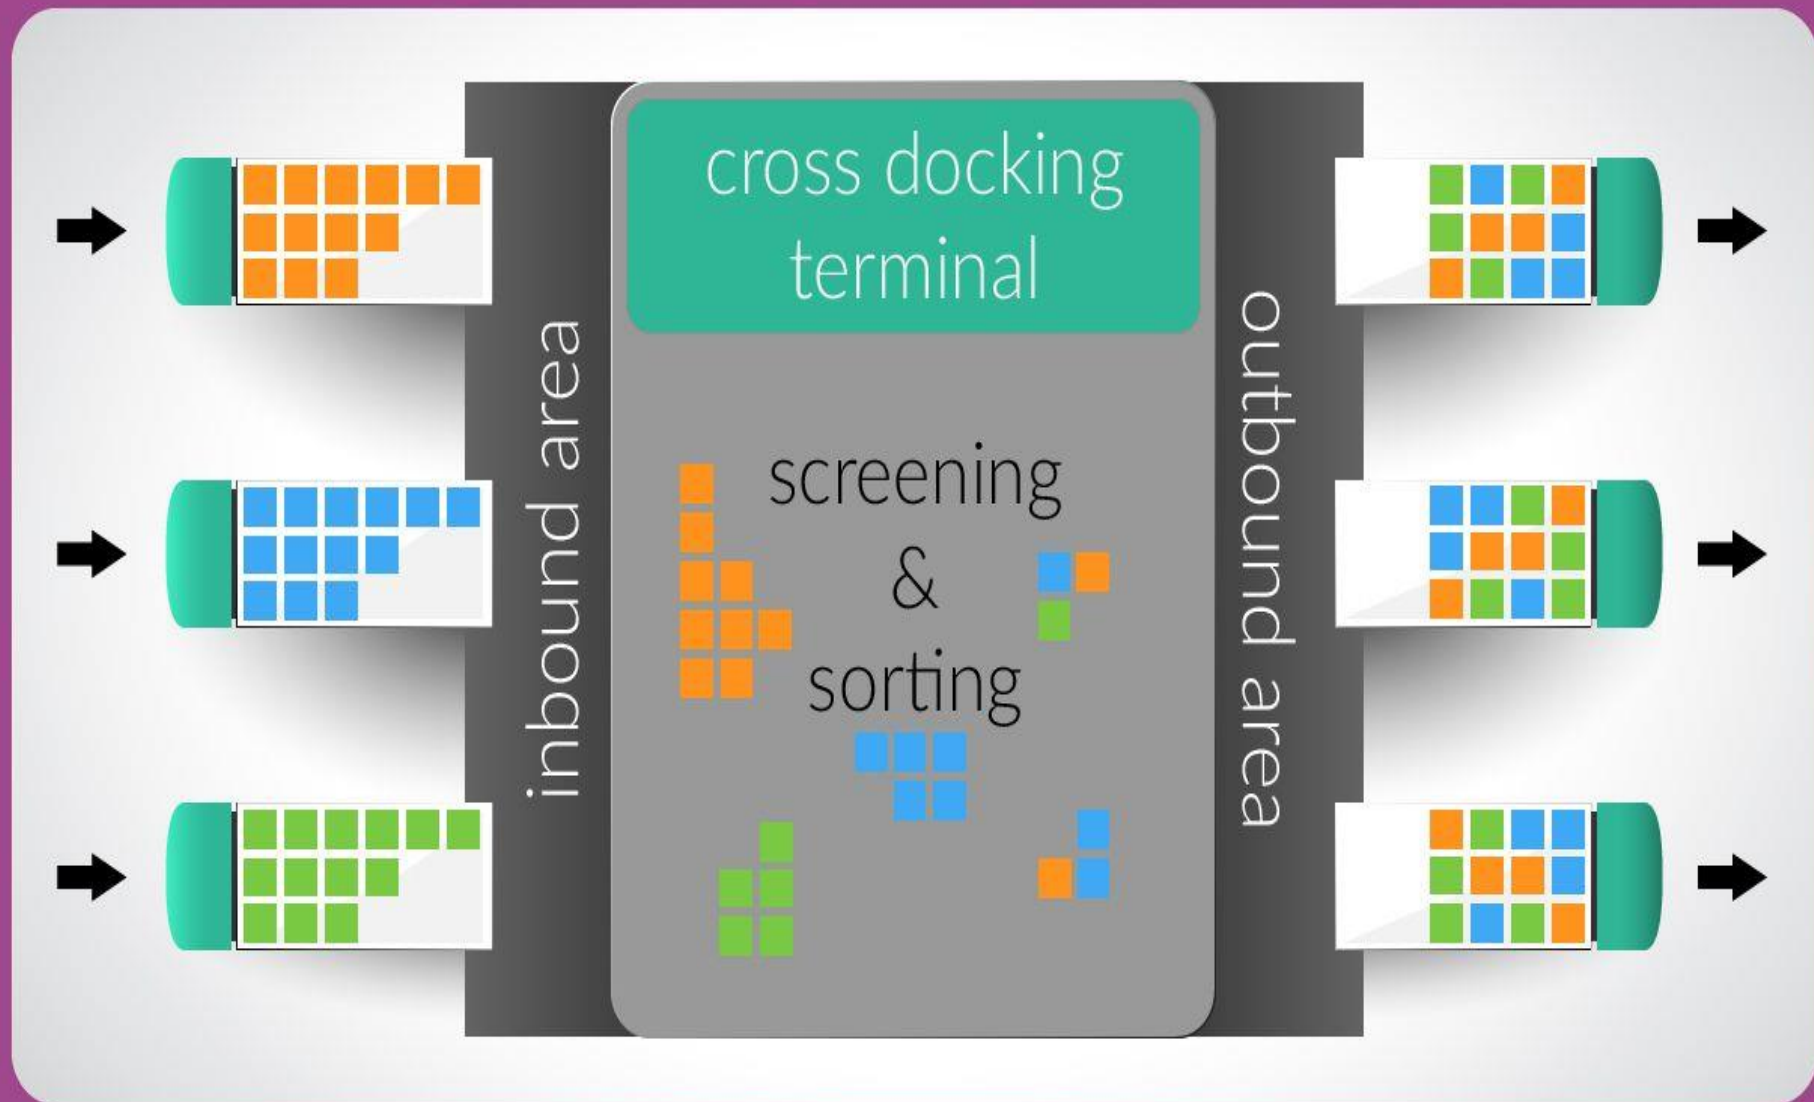 cross docking
terminal
inbound area
screening
&
sorting
outbound area